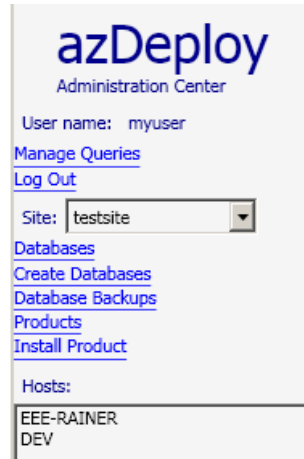 azDeploy
Administration Center
User name: myuser
Manage Queries
Log Out
Site: testsite
Databases
Create Databases
Database Backups
Products
Install Product
Hosts:
EEE-RAINER
DEV